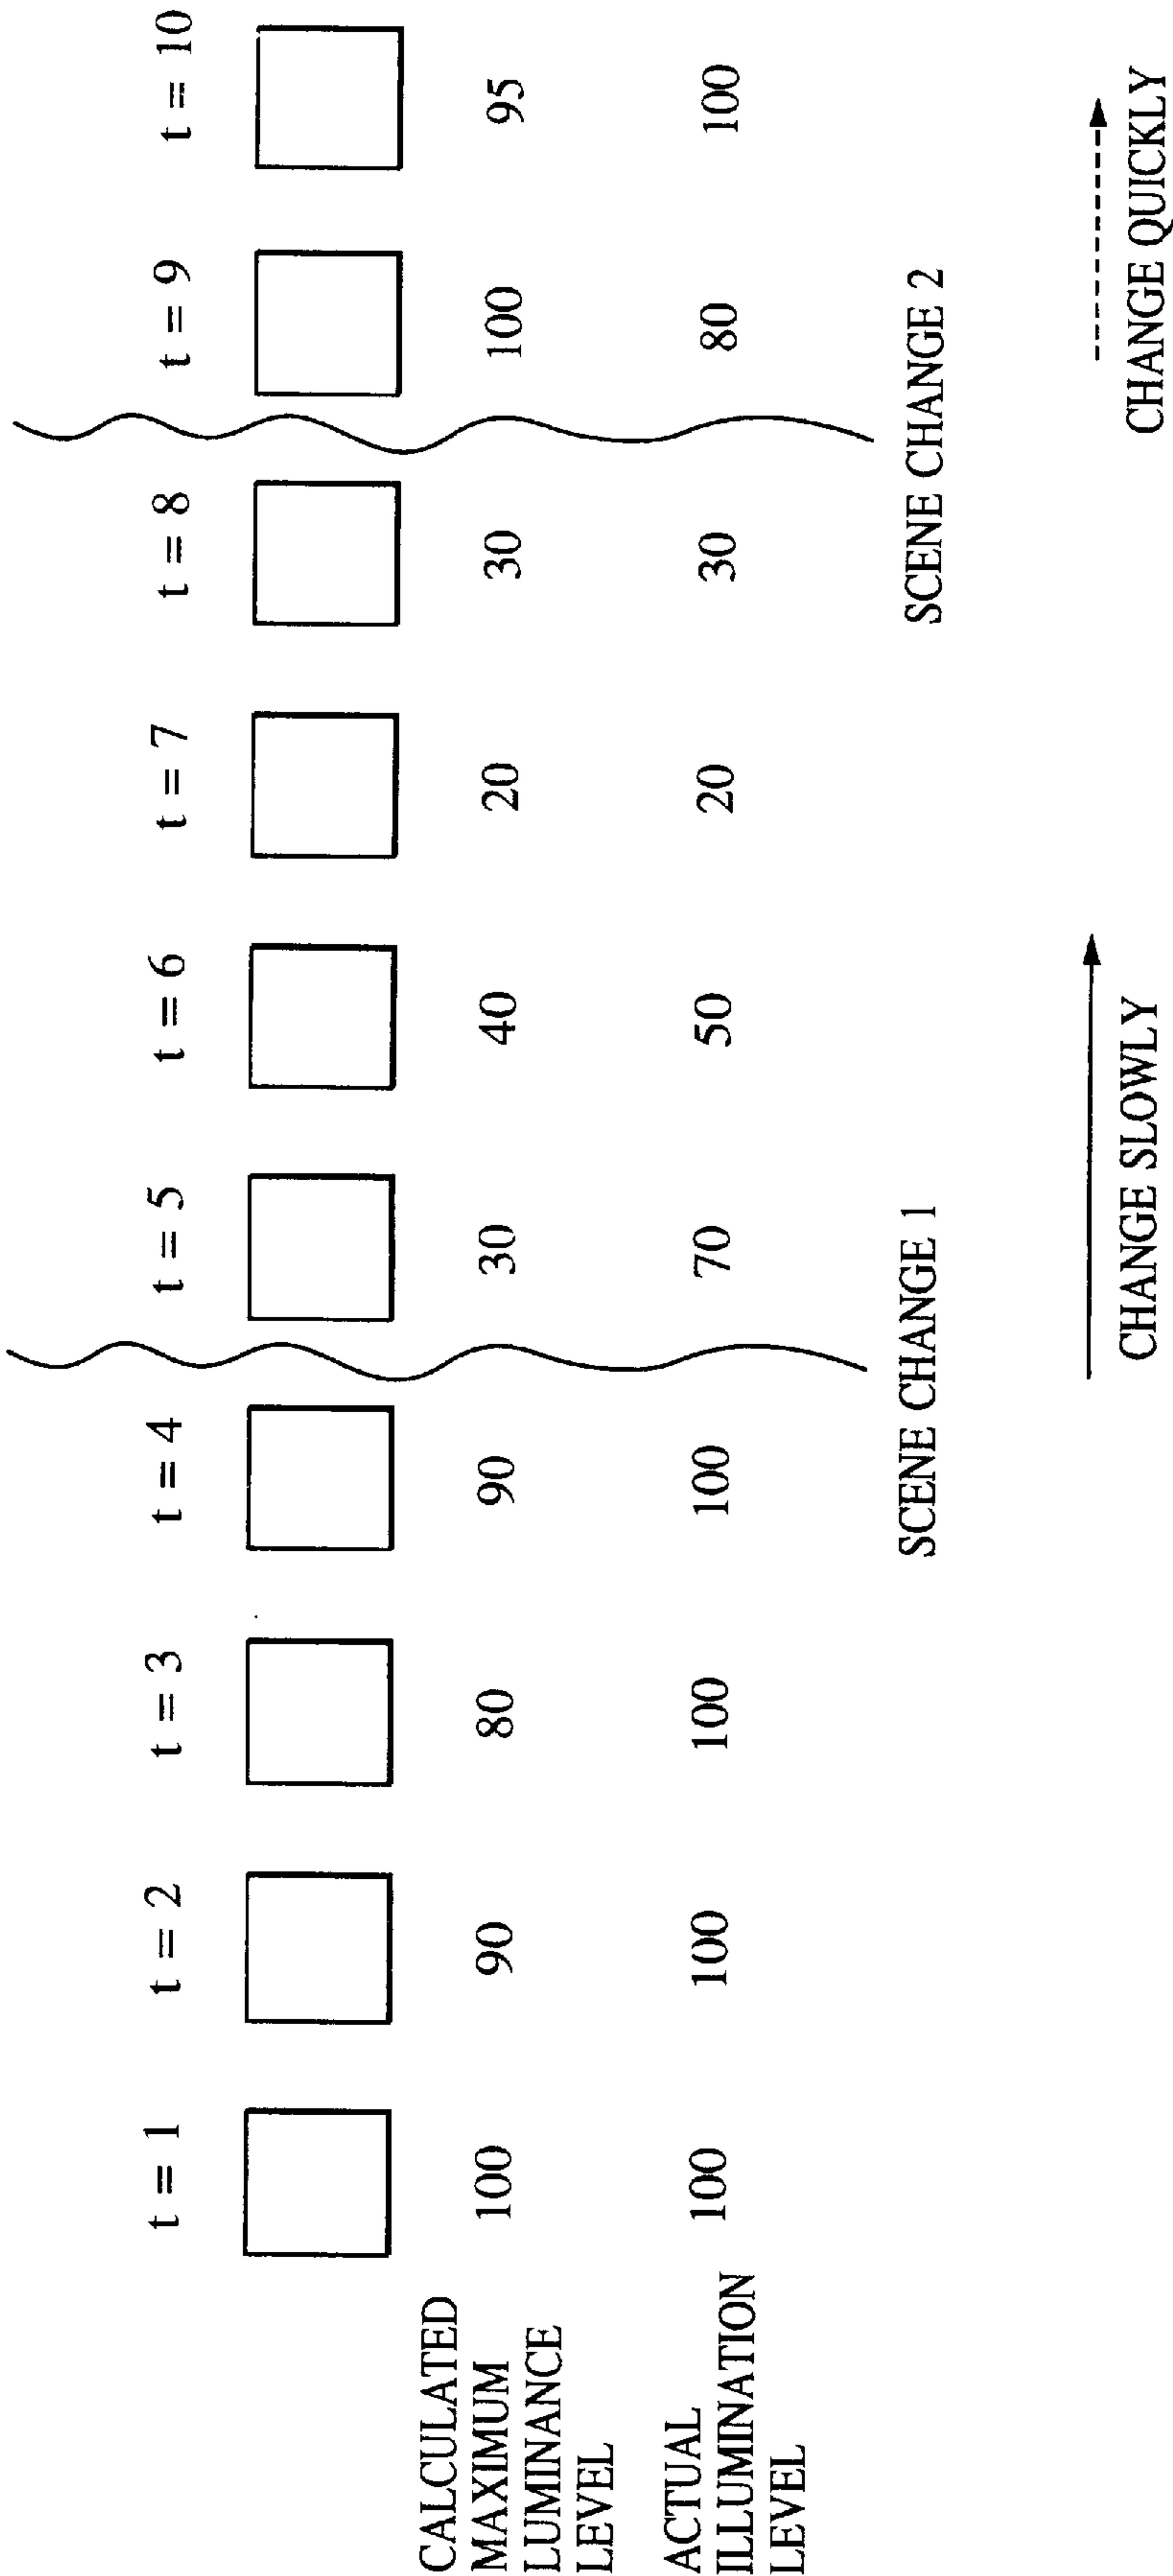 t = 1 t = 2 t = 3 t = 4 t = 5 t = 6 t = 7 t = 8 t = 9 t = 10
CALCULATED
MAXIMUM
LUMINANCE
LEVEL
100 90 80 90 30 40 20 30 100 95
ACTUAL
ILLUMINATION
LEVEL
100 100 100 100 70 50 20 30 80 100
SCENE CHANGE 1 SCENE CHANGE 2
CHANGE SLOWLY CHANGE QUICKLY